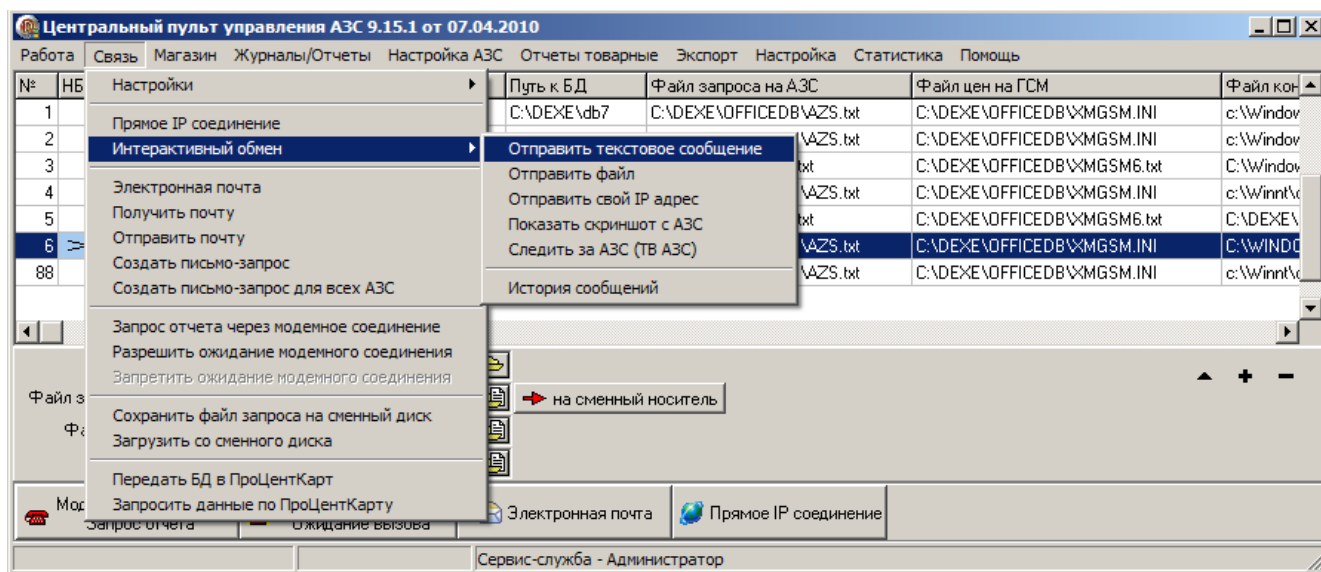 Центральный пульт управления АЗС 9.15.1 от 07.04.2010
Работа Связь Магазин Журналы/Отчеты Настройка АЗС Отчеты товарные Экспорт Настройка Статистика Помощь
№ НБ Путь к БД Файл запроса на АЗС Файл цен на ГСМ Файл кон
1 C:\DEXE\db7 C:\DEXE\OFFICEDB\AZS.txt C:\DEXE\OFFICEDB\XMGSM.INI c:\Window
2 \AZS.txt C:\DEXE\OFFICEDB\XMGSM.INI c:\Window
3 txt C:\DEXE\OFFICEDB\XMGSM6.txt C:\Window
4 \AZS.txt C:\DEXE\OFFICEDB\XMGSM.INI c:\Winnt\
5 txt C:\DEXE\OFFICEDB\XMGSM6.txt C:\DEXE\
6 >= \AZS.txt C:\DEXE\OFFICEDB\XMGSM.INI C:\WINDO
88 \AZS.txt C:\DEXE\OFFICEDB\XMGSM.INI c:\Winnt\
Настройки
Прямое IP соединение
Интерактивный обмен
Электронная почта
Получить почту
Отправить почту
Создать письмо-запрос
Создать письмо-запрос для всех АЗС
Запрос отчета через модемное соединение
Разрешить ожидание модемного соединения
Запретить ожидание модемного соединения
Сохранить файл запроса на сменный диск
Загрузить со сменного диска
Передать БД в ПроЦентКарт
Запросить данные по ПроЦентКарту
Отправить текстовое сообщение
Отправить файл
Отправить свой IP адрес
Показать скриншот с АЗС
Следить за АЗС (ТВ АЗС)
История сообщений
Файл з
на сменный носитель
Фа
Мод
Запрос отчета
Ожидание вызова
Электронная почта
Прямое IP соединение
Сервис-служба - Администратор